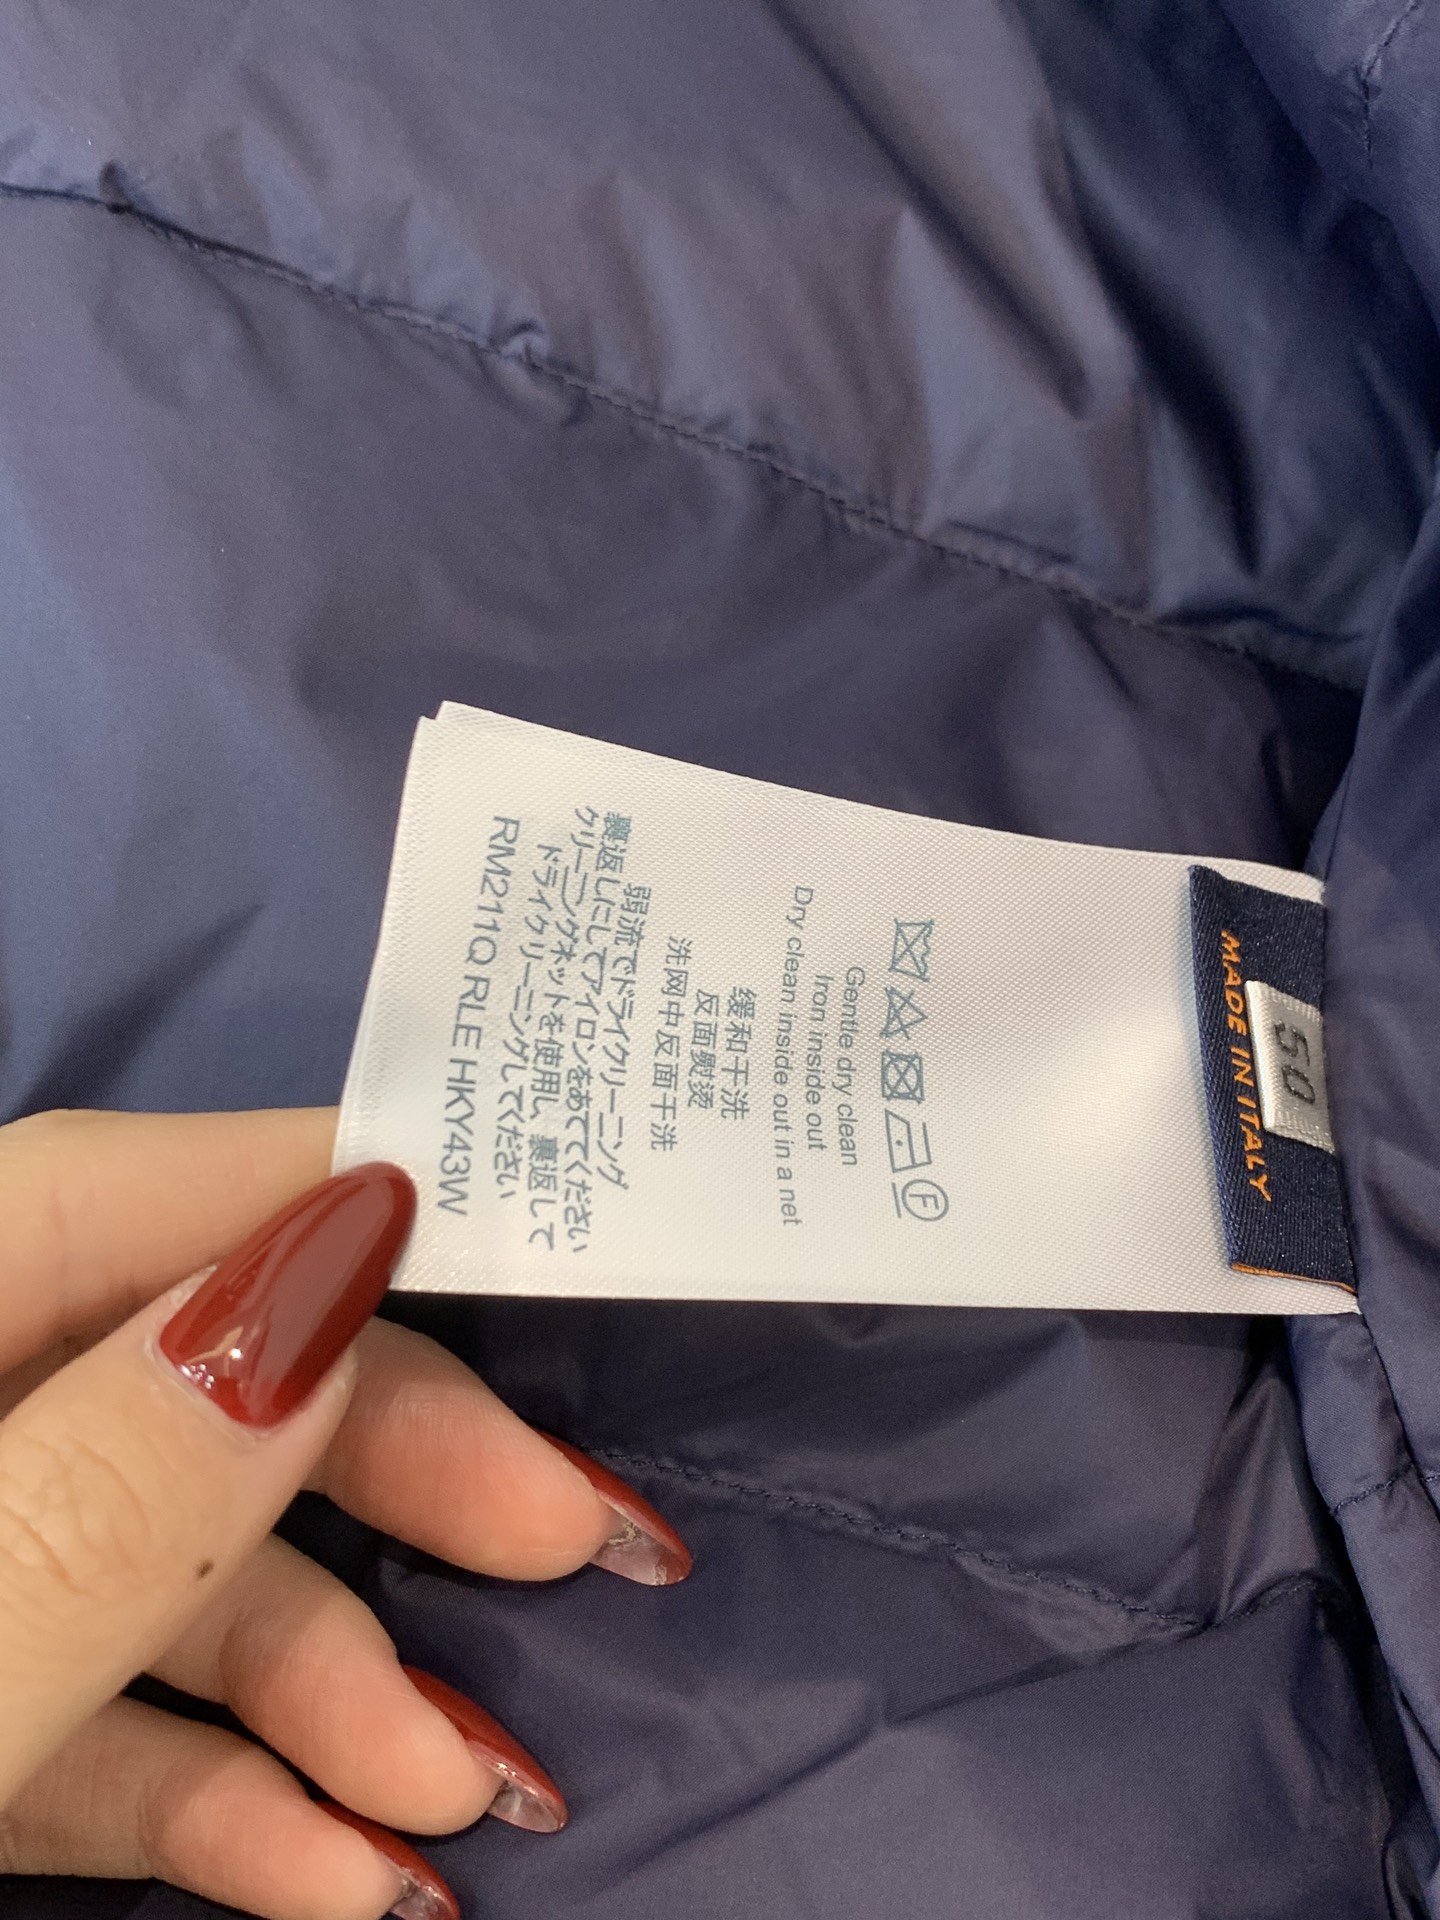 MADE IN ITALY
50
F
Gentle dry clean
Iron inside out
Dry clean inside out in a net
缓和干洗
反面熨烫
洗网中反面干洗
弱流でドライクリーニング
裏返しにしてアイロンをあててください
クリーニングネットを使用し、裏返して
ドライクリーニングしてください
RM211Q RLE HKY43W